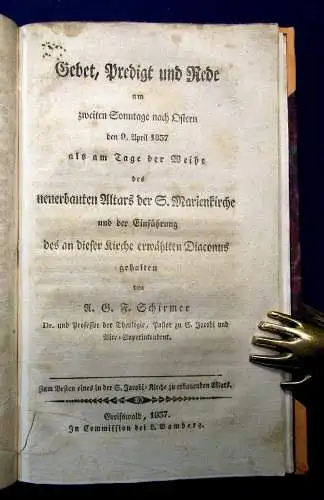 Gebet, Predigt und Rede
am
zweiten Sonntage nach Ostern
den 9. April 1837
als am Tage der Weihe
des
neuerbauten Altars der S. Marienkirche
und der Einführung
des an dieser Kirche erwählten Diaconus
gehalten
von
A. G. F. Schirmer
Dr. und Professor der Theologie, Pastor zu S. Jacobi und
Vice-Superintendent.
Zum Besten eines in der S. Jacobi-Kirche zu erbauenden Altars.
Greifswald, 1837.
In Commission bei L. Bamberg.